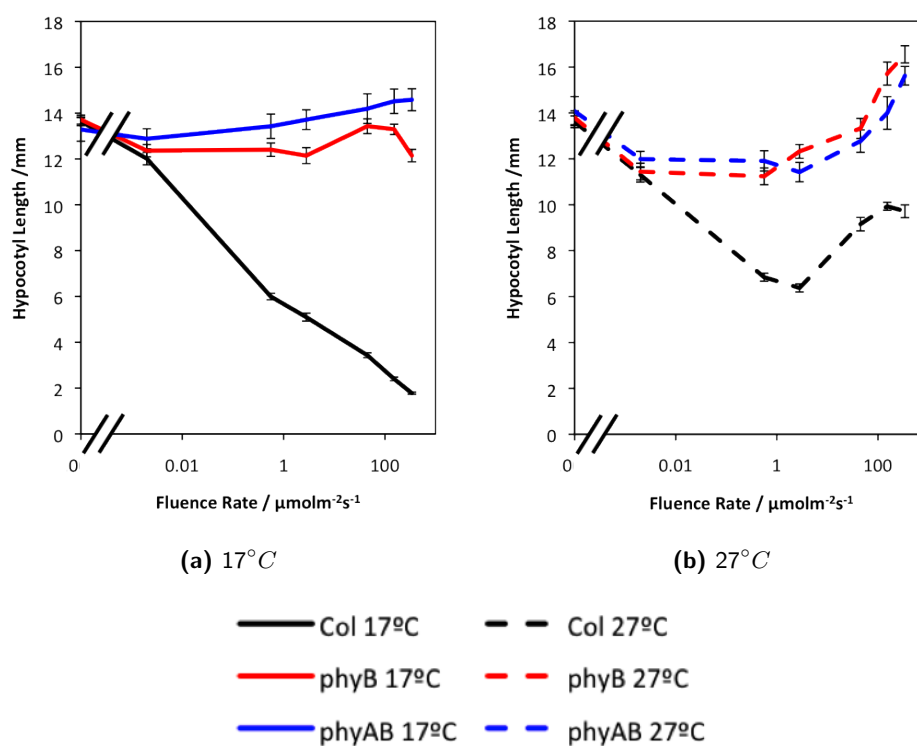 18
16
14
12
10
8
6
4
2
0
Hypocotyl Length /mm
0
0.01
1
100
Fluence Rate / µmolm⁻²s⁻¹
(a) 17°C
18
16
14
12
10
8
6
4
2
0
Hypocotyl Length /mm
0
0.01
1
100
Fluence Rate / µmolm⁻²s⁻¹
(b) 27°C
Col 17ºC
Col 27ºC
phyB 17ºC
phyB 27ºC
phyAB 17ºC
phyAB 27ºC